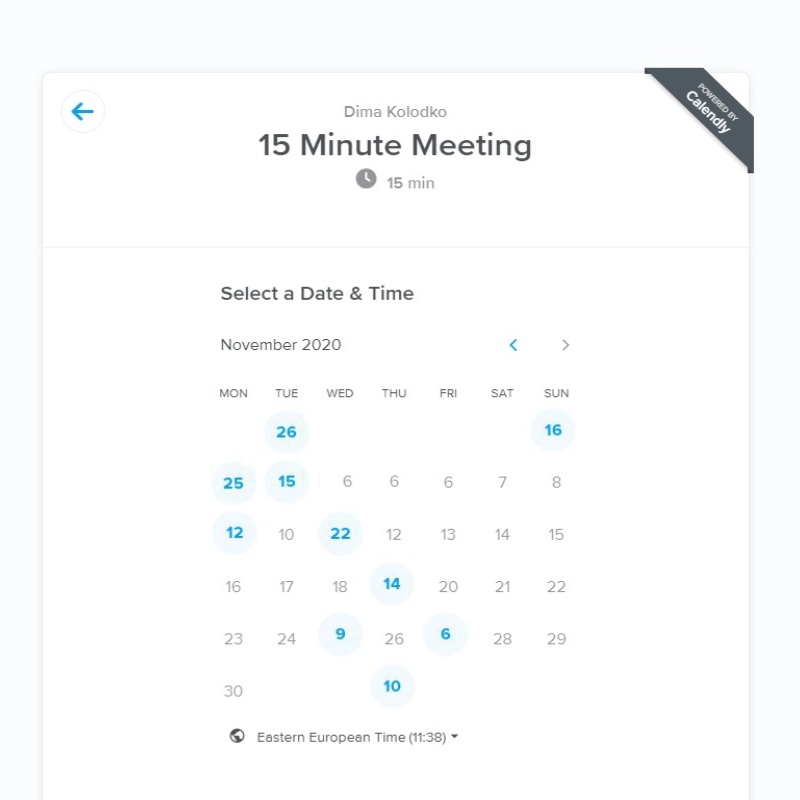 POWERED BY
Calendly
Dima Kolodko
15 Minute Meeting
15 min
Select a Date & Time
November 2020
MON TUE WED THU FRI SAT SUN
26 16
25 15 6 6 6 7 8
12 10 22 12 13 14 15
16 17 18 14 20 21 22
23 24 9 26 6 28 29
30 10
Eastern European Time (11:38)